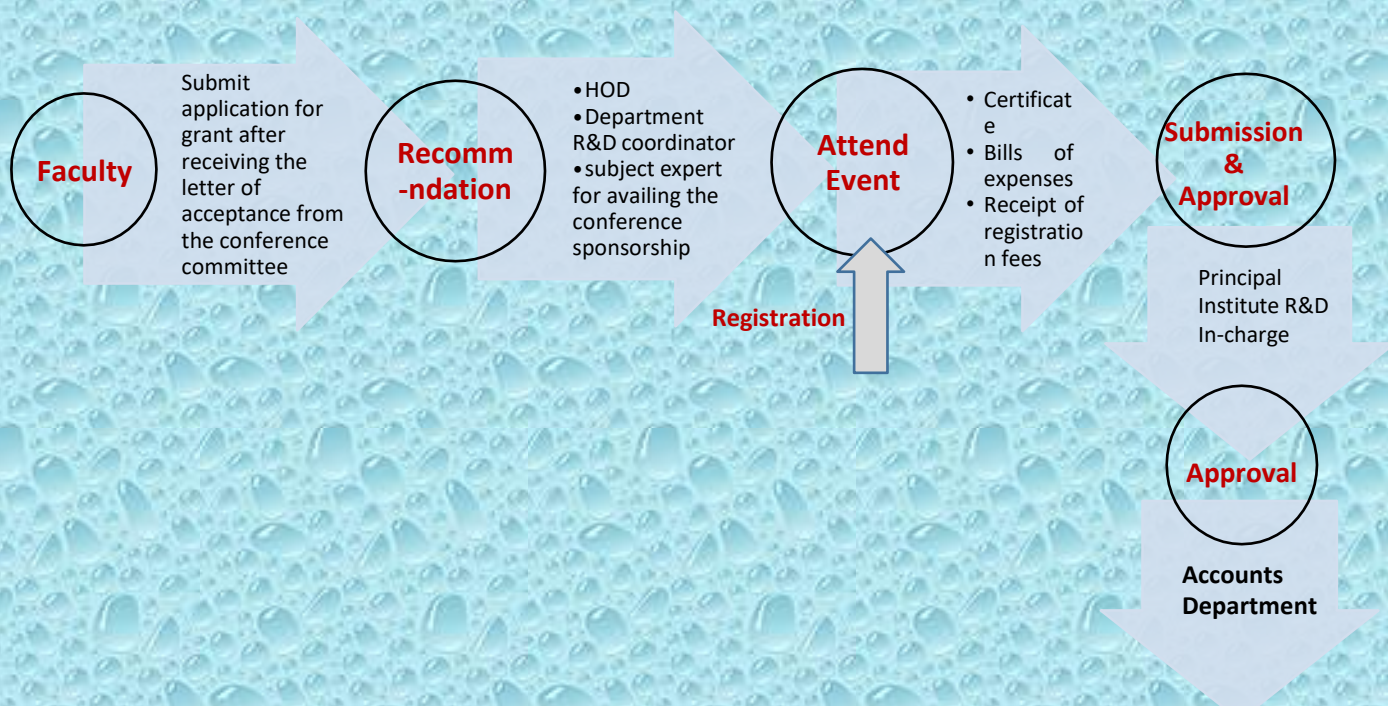 Faculty
Submit
application for
grant after
receiving the
letter of
acceptance from
the conference
committee
Recomm
-ndation
•HOD
•Department
R&D coordinator
•subject expert
for availing the
conference
sponsorship
Attend
Event
Registration
• Certificat
e
• Bills of
expenses
• Receipt of
registratio
n fees
Submission
&
Approval
Principal
Institute R&D
In-charge
Approval
Accounts
Department